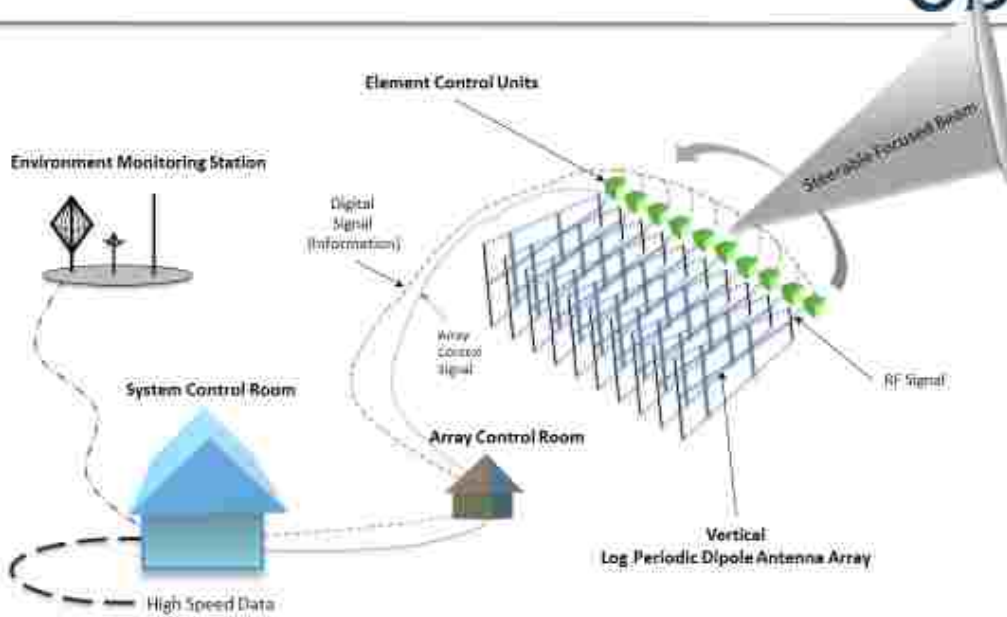 Element Control Units
Steerable Focused Beam
Environment Monitoring Station
Digital
Signal
(Information)
Array
Control
Signal
RF Signal
System Control Room
Array Control Room
Vertical
Log Periodic Dipole Antenna Array
High Speed Data